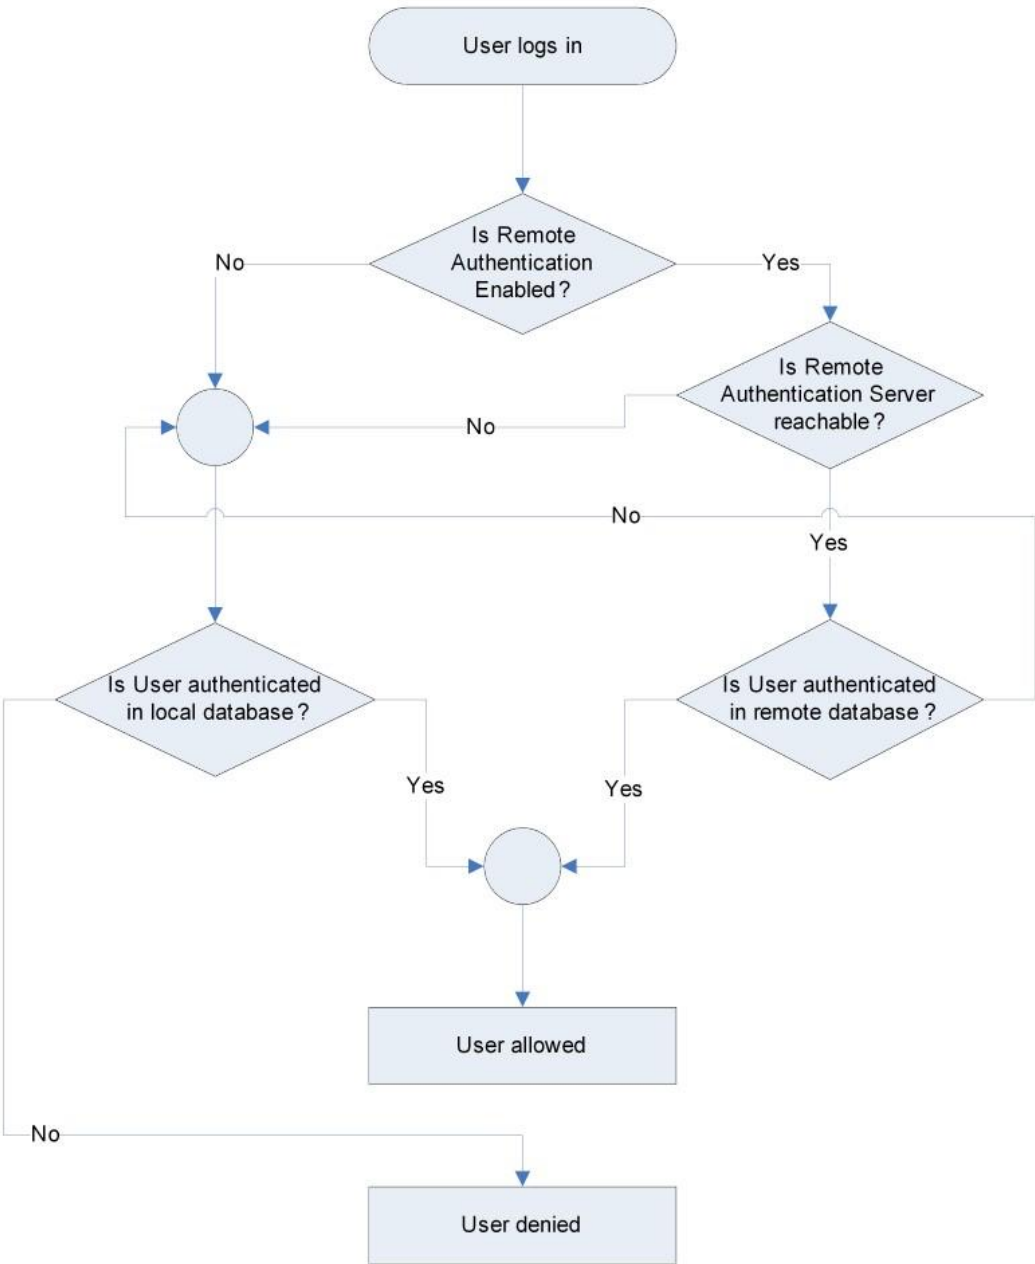 User logs in
Is Remote
Authentication
Enabled?
No
Yes
Is Remote
Authentication Server
reachable?
No
No
Yes
Is User authenticated
in local database?
Is User authenticated
in remote database?
Yes
Yes
User allowed
No
User denied